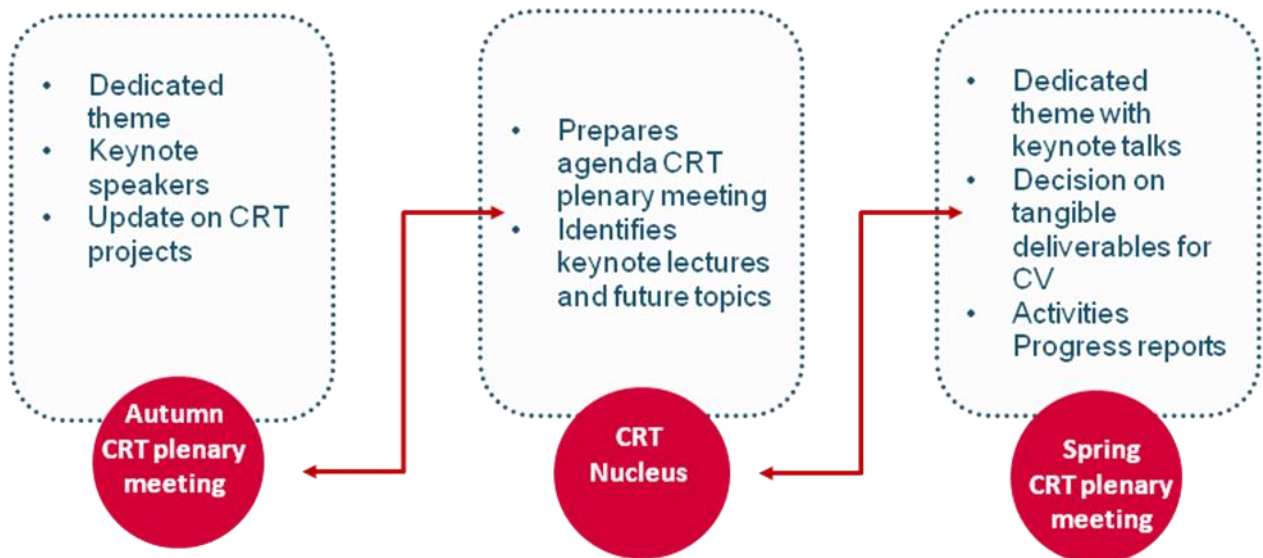 • Dedicated
theme
• Keynote
speakers
• Update on CRT
projects
Autumn
CRT plenary
meeting
• Prepares
agenda CRT
plenary meeting
• Identifies
keynote lectures
and future topics
CRT
Nucleus
• Dedicated
theme with
keynote talks
• Decision on
tangible
deliverables for
CV
• Activities
Progress reports
Spring
CRT plenary
meeting